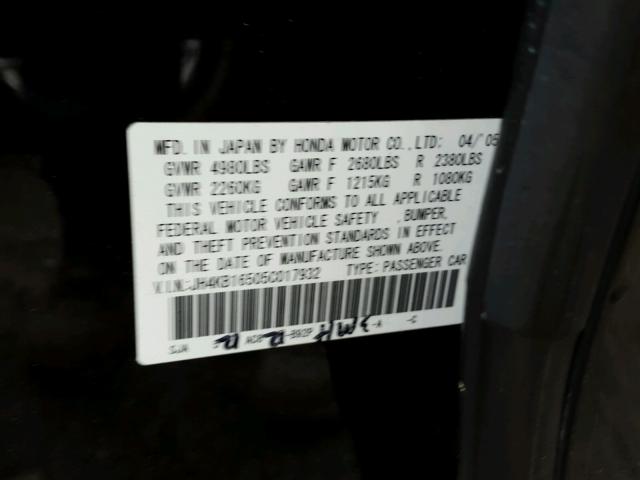 MFD. IN JAPAN BY HONDA MOTOR CO.,LTD: 04/'05
GVWR 4980LBS GAWR F 2680LBS R 2380LBS
GVWR 2260KG GAWR F 1215KG R 1080KG
THIS VEHICLE CONFORMS TO ALL APPLICABLE
FEDERAL MOTOR VEHICLE SAFETY ,BUMPER,
AND THEFT PREVENTION STANDARDS IN EFFECT
ON THE DATE OF MANUFACTURE SHOWN ABOVE.
V.I.N:JH4KB16505C017932 TYPE:PASSENGER CAR
SJA -A -C